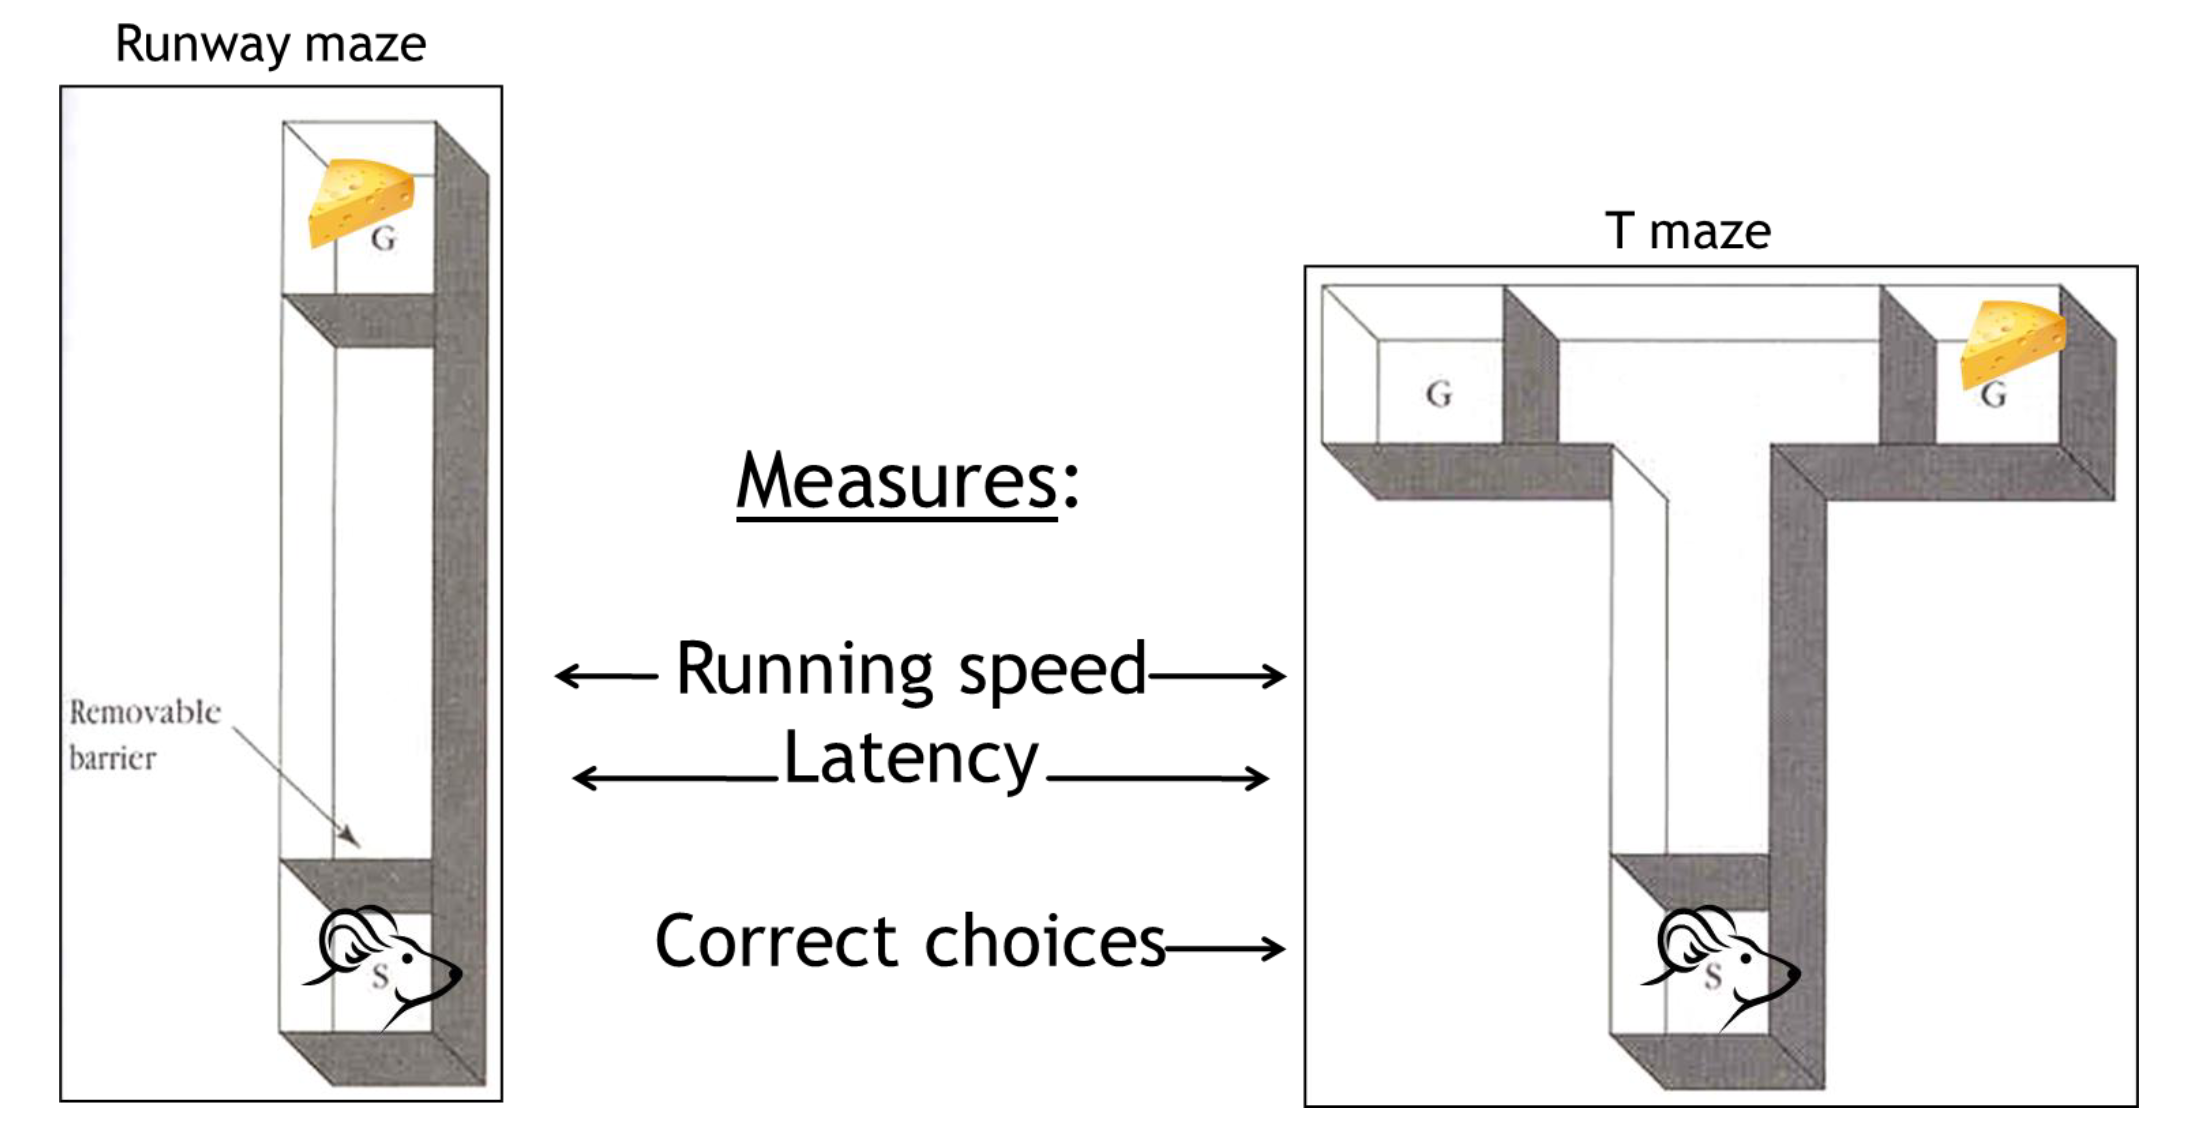 Runway maze
G
Removable
barrier
S
Measures:
Running speed
Latency
Correct choices
T maze
G
G
S